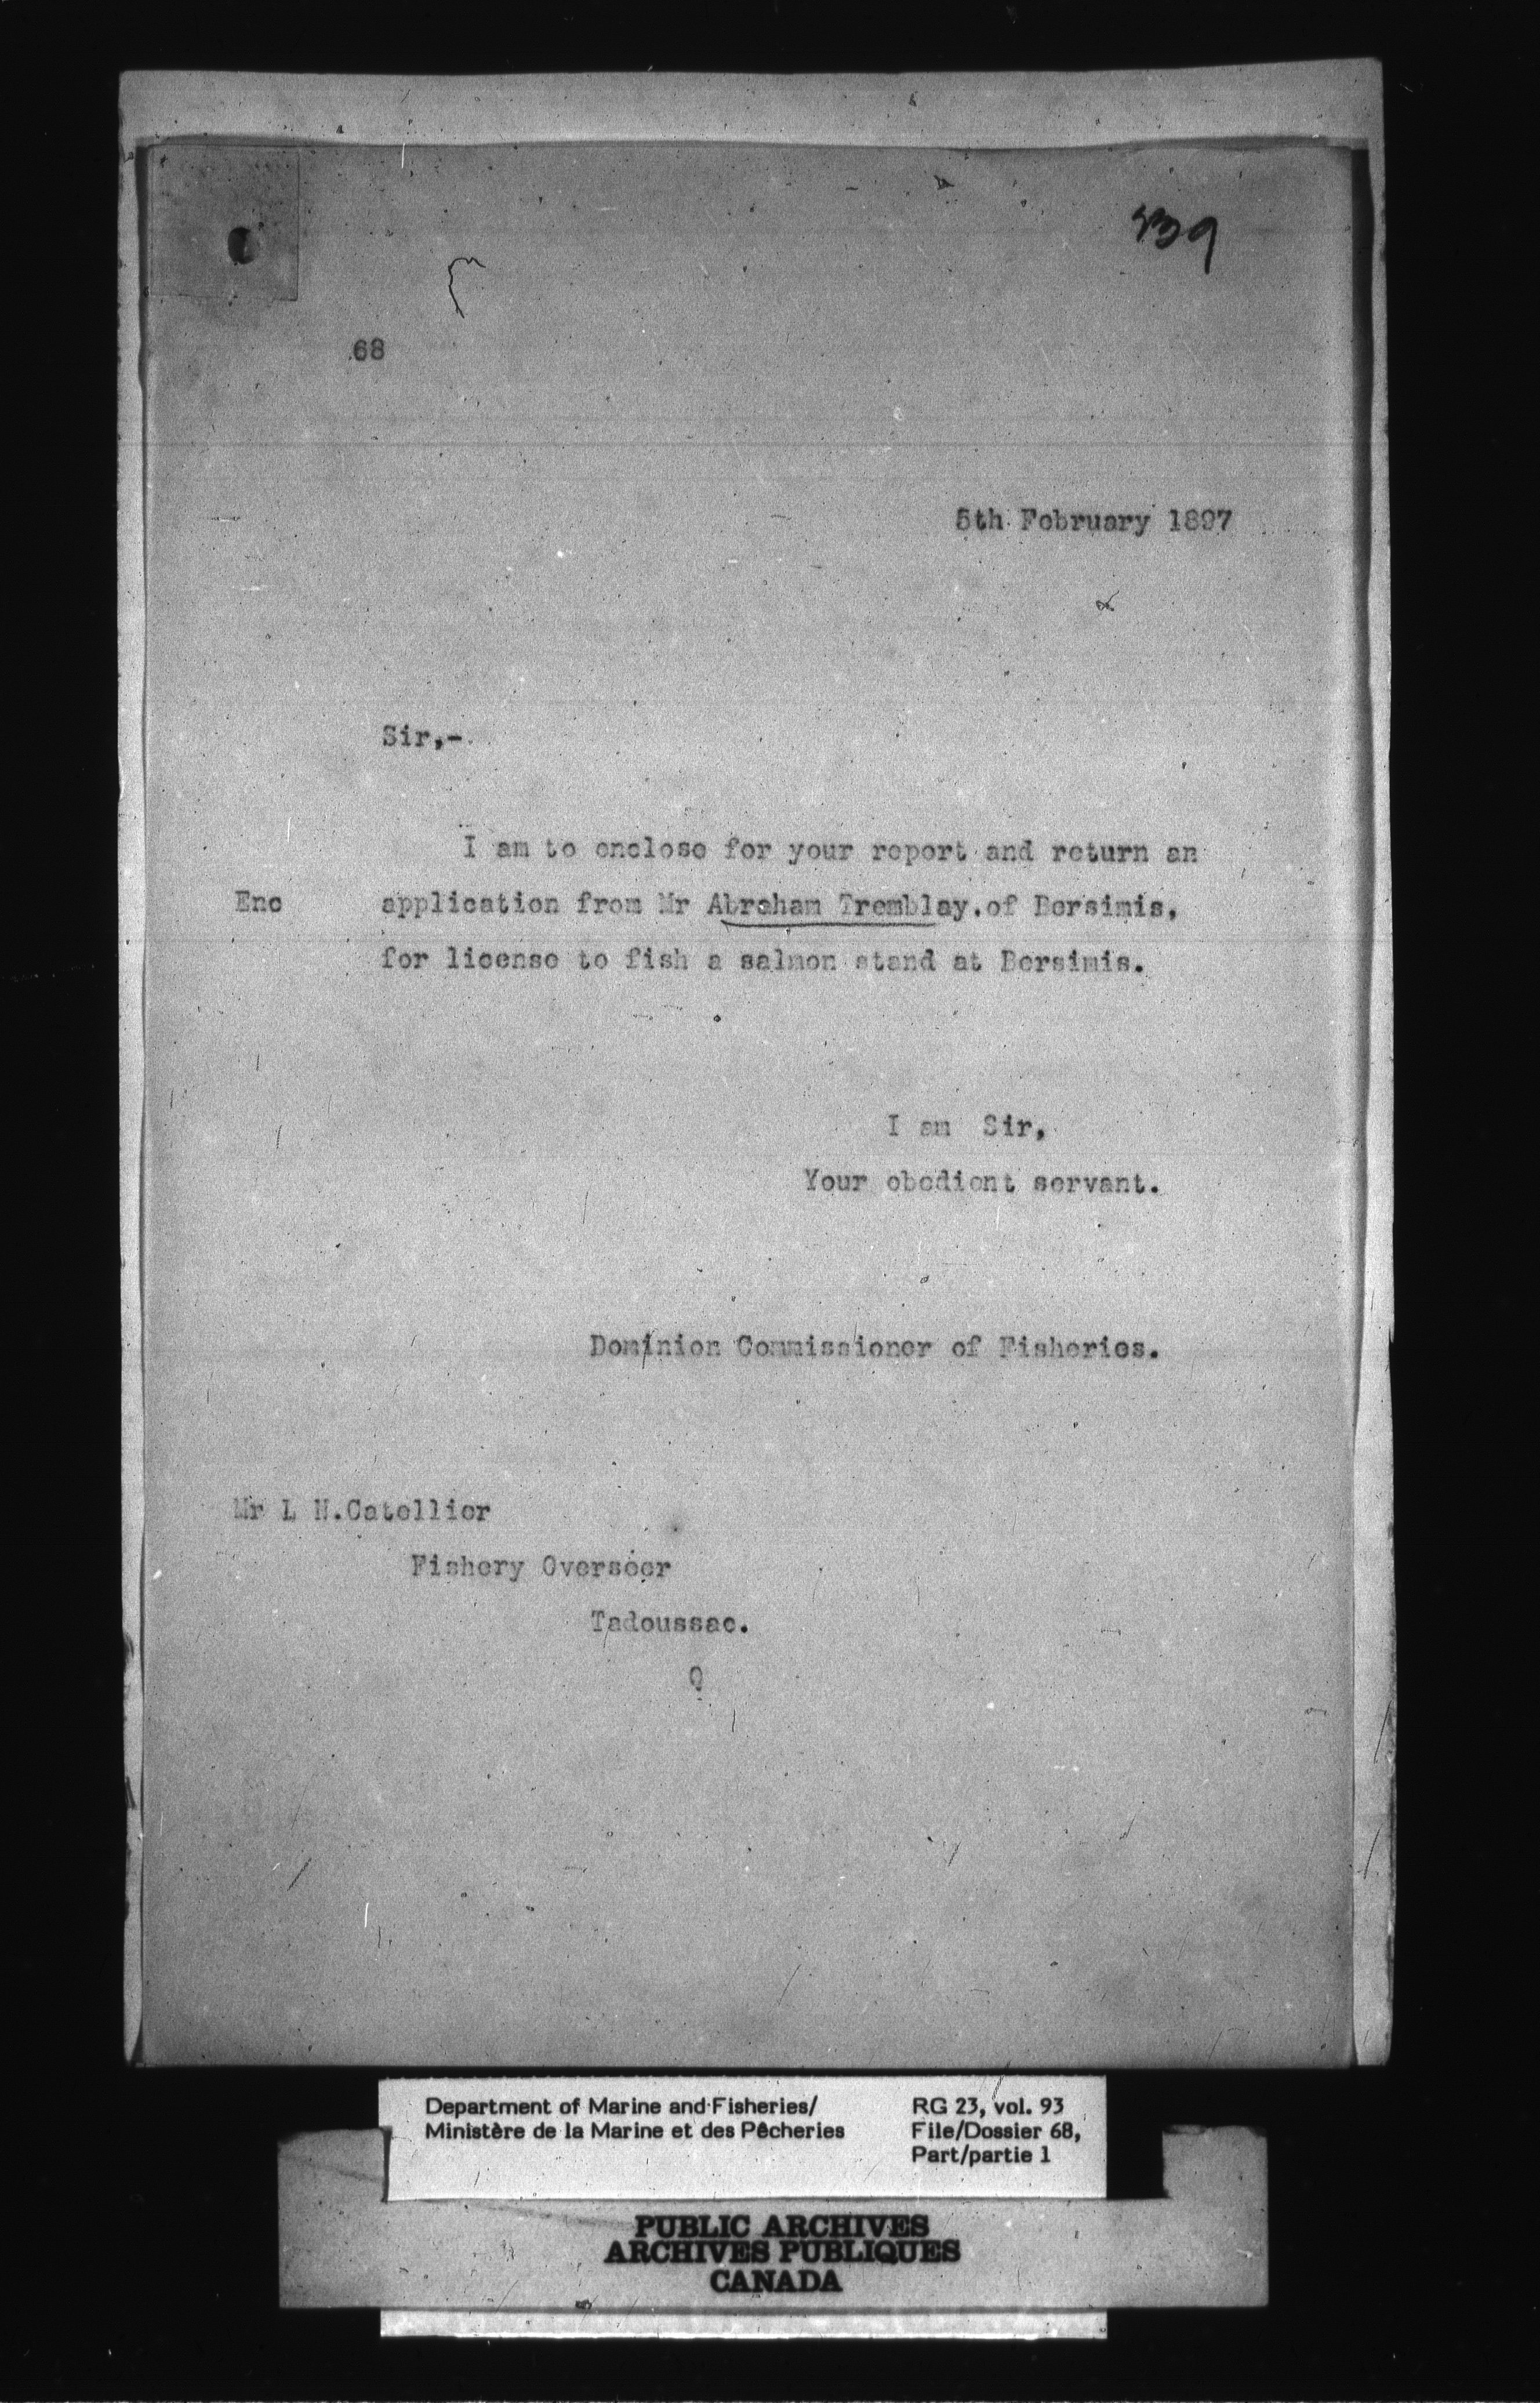 239
68
5th February 1897
Sir,-
I am to enclose for your report and return an
Enc application from Mr Abraham Tremblay.of Bersimis,
for license to fish a salmon stand at Bersimis.
I am Sir,
Your obedient servant.
Dominion Commissioner of Fisheries.
Mr L N.Catellier
Fishery Overseer
Tadoussac.
Q
Department of Marine and Fisheries/
Ministère de la Marine et des Pêcheries
RG 23, vol. 93
File/Dossier 68,
Part/partie 1
PUBLIC ARCHIVES
ARCHIVES PUBLIQUES
CANADA